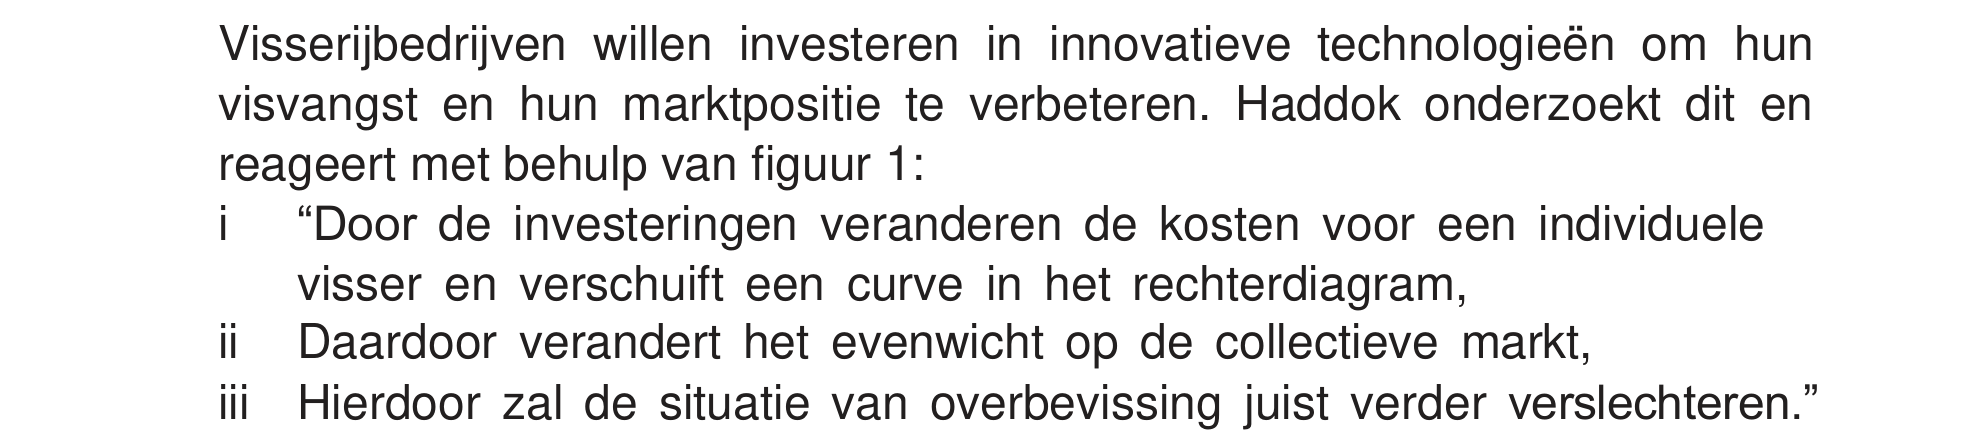 Visserijbedrijven willen investeren in innovatieve technologieën om hun
visvangst en hun marktpositie te verbeteren. Haddok onderzoekt dit en
reageert met behulp van figuur 1:
i “Door de investeringen veranderen de kosten voor een individuele
visser en verschuift een curve in het rechterdiagram,
ii Daardoor verandert het evenwicht op de collectieve markt,
iii Hierdoor zal de situatie van overbevissing juist verder verslechteren.”